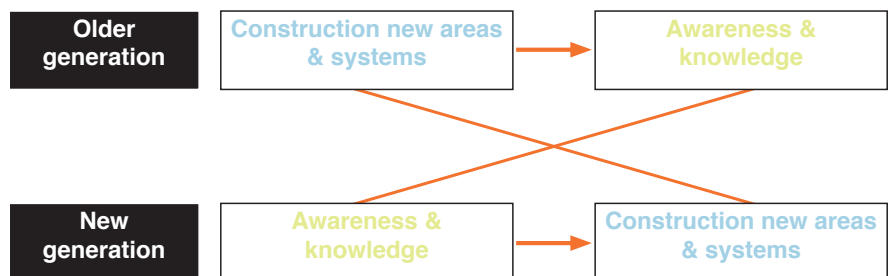 Older
generation
Construction new areas
& systems
Awareness &
knowledge
New
generation
Awareness &
knowledge
Construction new areas
& systems